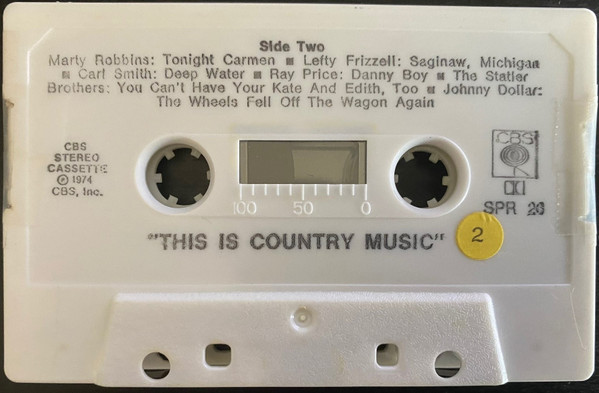 Side Two
Marty Robbins: Tonight Carmen ■ Lefty Frizzell: Saginaw, Michigan
■ Carl Smith: Deep Water ■ Ray Price: Danny Boy ■ The Statler
Brothers: You Can't Have Your Kate And Edith, Too ■ Johnny Dollar:
The Wheels Fell Off The Wagon Again
CBS
STEREO
CASSETTE
℗ 1974
CBS, Inc.
CBS
SPR 26
100 50 0
"THIS IS COUNTRY MUSIC"
2